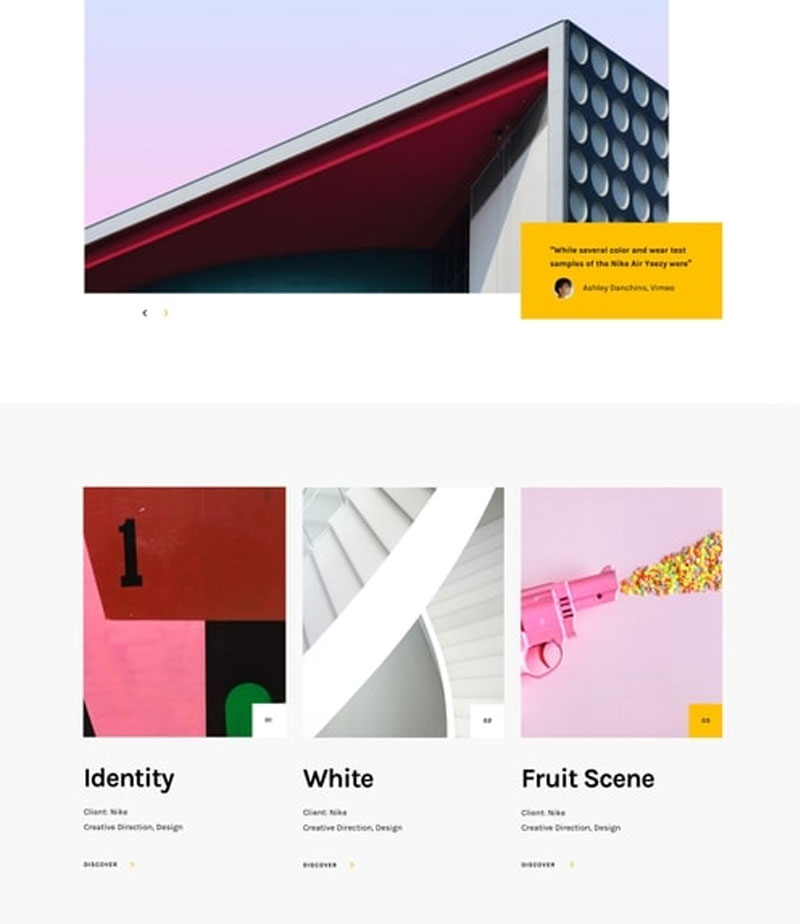 "While several color and wear test
samples of the Nike Air Yeezy were"
Ashley Danchins, Vimeo
1
01
02
03
Identity
White
Fruit Scene
Client: Nike
Creative Direction, Design
Client: Nike
Creative Direction, Design
Client: Nike
Creative Direction, Design
DISCOVER
DISCOVER
DISCOVER